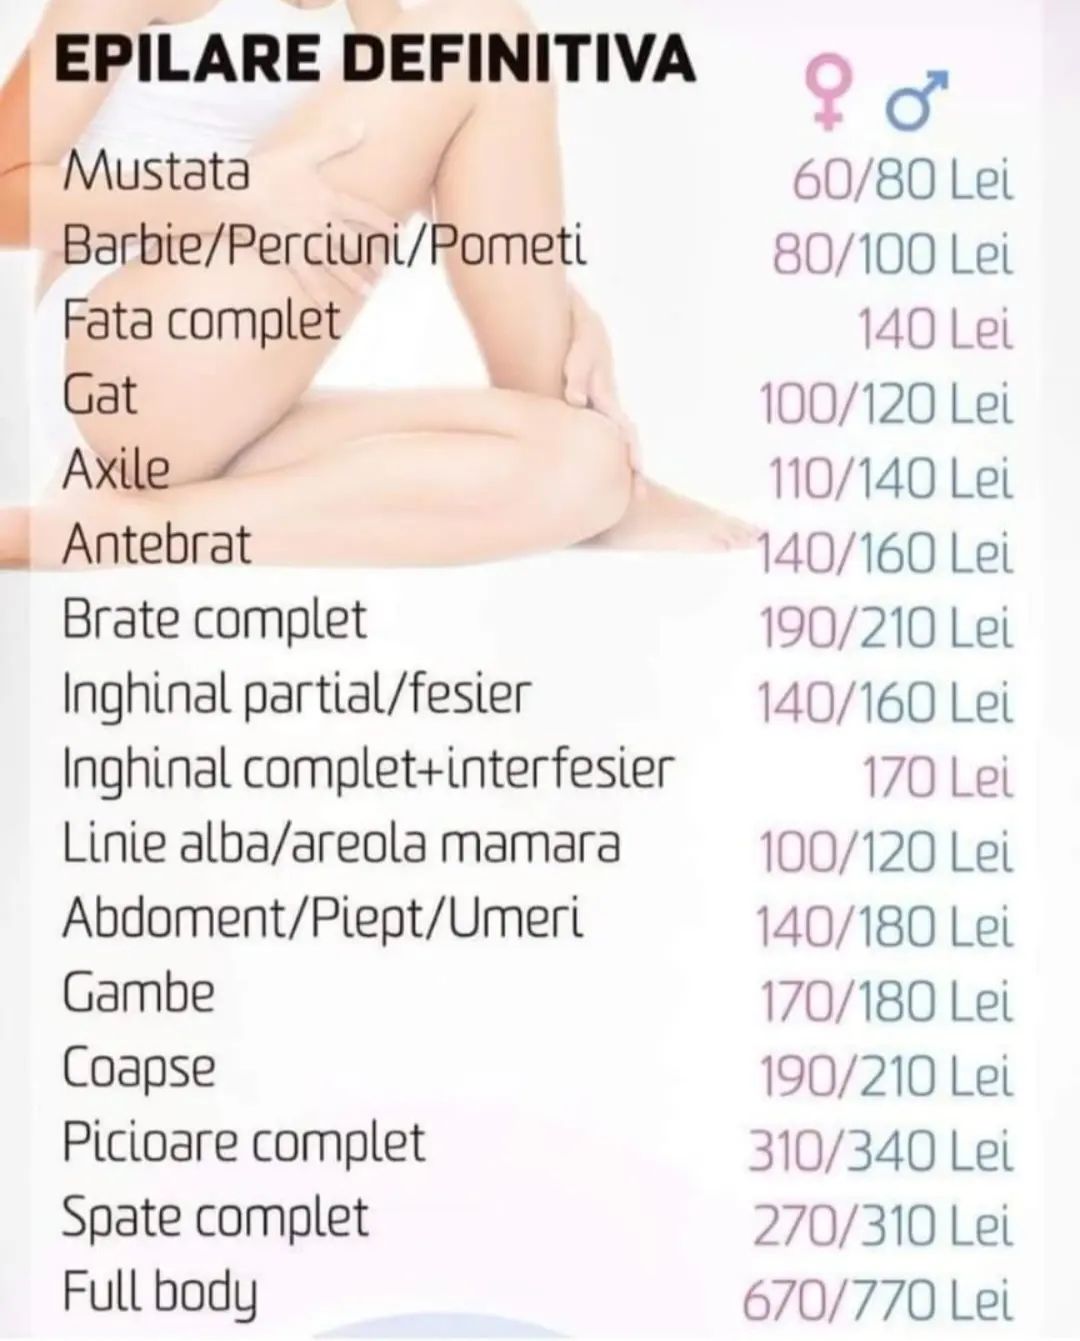 EPILARE DEFINITIVA ♀ ♂
Mustata 60/80 Lei
Barbie/Perciuni/Pometi 80/100 Lei
Fata complet 140 Lei
Gat 100/120 Lei
Axile 110/140 Lei
Antebrat 140/160 Lei
Brate complet 190/210 Lei
Inghinal partial/fesier 140/160 Lei
Inghinal complet+interfesier 170 Lei
Linie alba/areola mamara 100/120 Lei
Abdoment/Piept/Umeri 140/180 Lei
Gambe 170/180 Lei
Coapse 190/210 Lei
Picioare complet 310/340 Lei
Spate complet 270/310 Lei
Full body 670/770 Lei